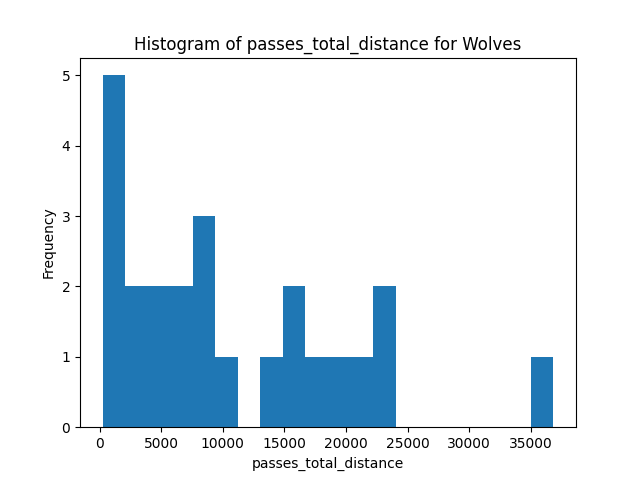 Histogram of passes_total_distance for Wolves
Frequency
5
4
3
2
1
0
0 5000 10000 15000 20000 25000 30000 35000
passes_total_distance